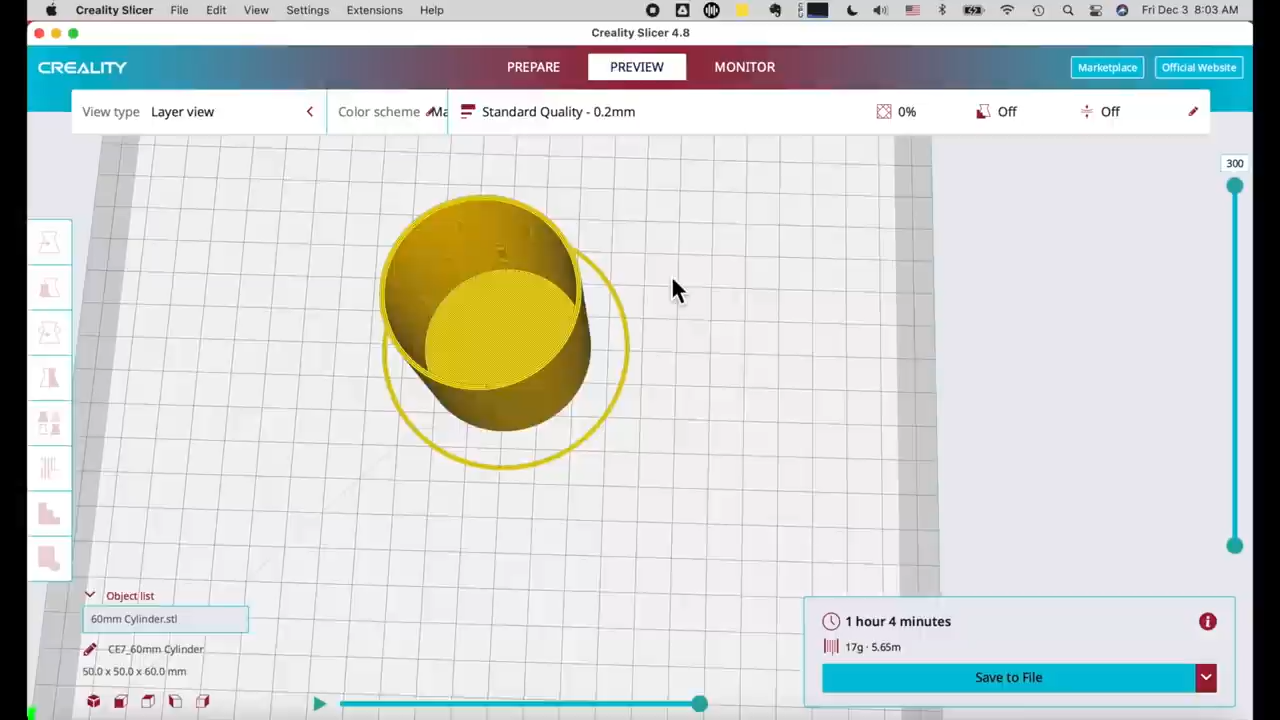 Creality Slicer File Edit View Settings Extensions Help Fri Dec 3 8:03 AM
Creality Slicer 4.8
CREALITY PREPARE PREVIEW MONITOR Marketplace Official Website
View type Layer view Color scheme Ma Standard Quality - 0.2mm 0% Off Off
300
Object list
60mm Cylinder.stl
CE7_60mm Cylinder
50.0 x 50.0 x 60.0 mm
1 hour 4 minutes
17g · 5.65m
Save to File